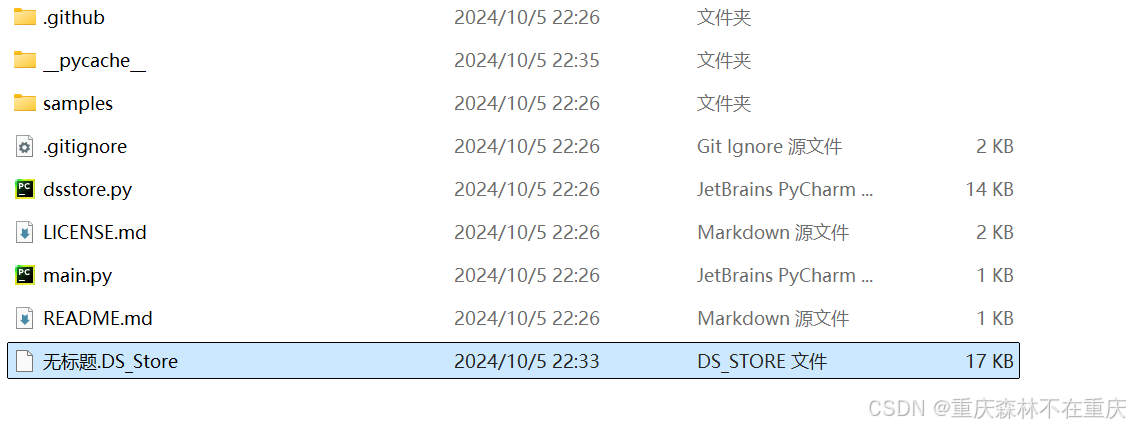 .github 2024/10/5 22:26 文件夹
__pycache__ 2024/10/5 22:35 文件夹
samples 2024/10/5 22:26 文件夹
.gitignore 2024/10/5 22:26 Git Ignore 源文件 2 KB
dsstore.py 2024/10/5 22:26 JetBrains PyCharm ... 14 KB
LICENSE.md 2024/10/5 22:26 Markdown 源文件 2 KB
main.py 2024/10/5 22:26 JetBrains PyCharm ... 1 KB
README.md 2024/10/5 22:26 Markdown 源文件 1 KB
无标题.DS_Store 2024/10/5 22:33 DS_STORE 文件 17 KB
CSDN @重庆森林不在重庆